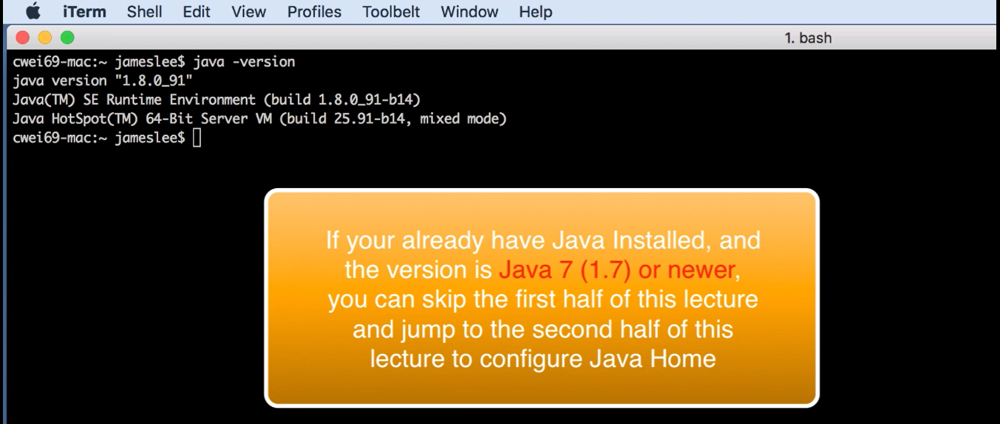 iTerm Shell Edit View Profiles Toolbelt Window Help
1. bash
cwei69-mac:~ jameslee$ java -version
java version "1.8.0_91"
Java(TM) SE Runtime Environment (build 1.8.0_91-b14)
Java HotSpot(TM) 64-Bit Server VM (build 25.91-b14, mixed mode)
cwei69-mac:~ jameslee$
If your already have Java Installed, and
the version is Java 7 (1.7) or newer,
you can skip the first half of this lecture
and jump to the second half of this
lecture to configure Java Home